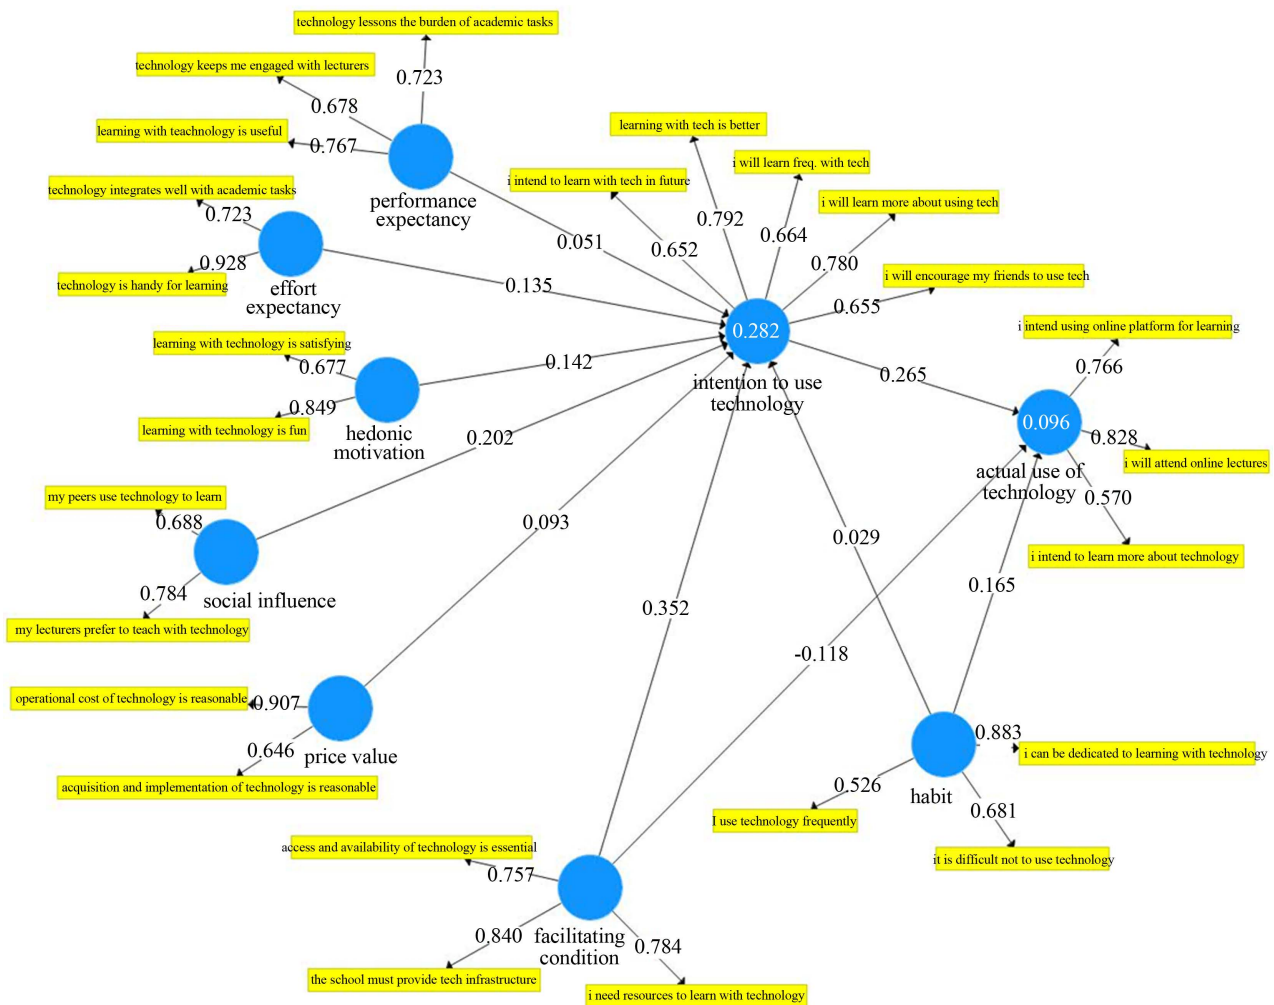 technology lessons the burden of academic tasks
0.723
technology keeps me engaged with lecturers
0.678
learning with teachnology is useful
0.767
performance
expectancy
technology integrates well with academic tasks
0.723
0.928
technology is handy for learning
effort
expectancy
learning with technology is satisfying
0.677
0.849
learning with technology is fun
hedonic
motivation
my peers use technology to learn
0.688
0.784
my lecturers prefer to teach with technology
social influence
operational cost of technology is reasonable
0.907
0.646
acquisition and implementation of technology is reasonable
price value
access and availability of technology is essential
0.757
0.840
the school must provide tech infrastructure
0.784
i need resources to learn with technology
facilitating
condition
0.051
0.135
0.142
0.202
0.093
0.352
0.029
-0.118
0.165
0.265
learning with tech is better
0.792
i intend to learn with tech in future
0.652
i will learn freq. with tech
0.664
i will learn more about using tech
0.780
i will encourage my friends to use tech
0.655
0.282
intention to use
technology
i intend using online platform for learning
0.766
0.096
0.828
i will attend online lectures
0.570
i intend to learn more about technology
actual use of
technology
0.883
i can be dedicated to learning with technology
0.526
I use technology frequently
0.681
it is difficult not to use technology
habit